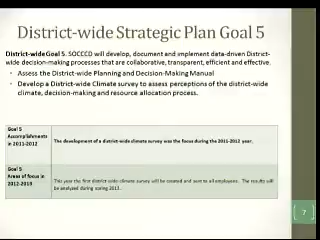 District-wide Strategic Plan Goal 5
District-wide Goal 5. SOCCCD will develop, document and implement data-driven District-
wide decision-making processes that are collaborative, transparent, efficient and effective.
• Assess the District-wide Planning and Decision-Making Manual
• Develop a District-wide Climate survey to assess perceptions of the district-wide
climate, decision-making and resource allocation process.
Goal 5
Accomplishments
in 2011-2012
The development of a district-wide climate survey was the focus during the 2011-2012 year.
Goal 5
Areas of focus in
2012-2013
This year the first district-wide climate survey will be created and sent to all employees. The results will
be analyzed during spring 2013.
7